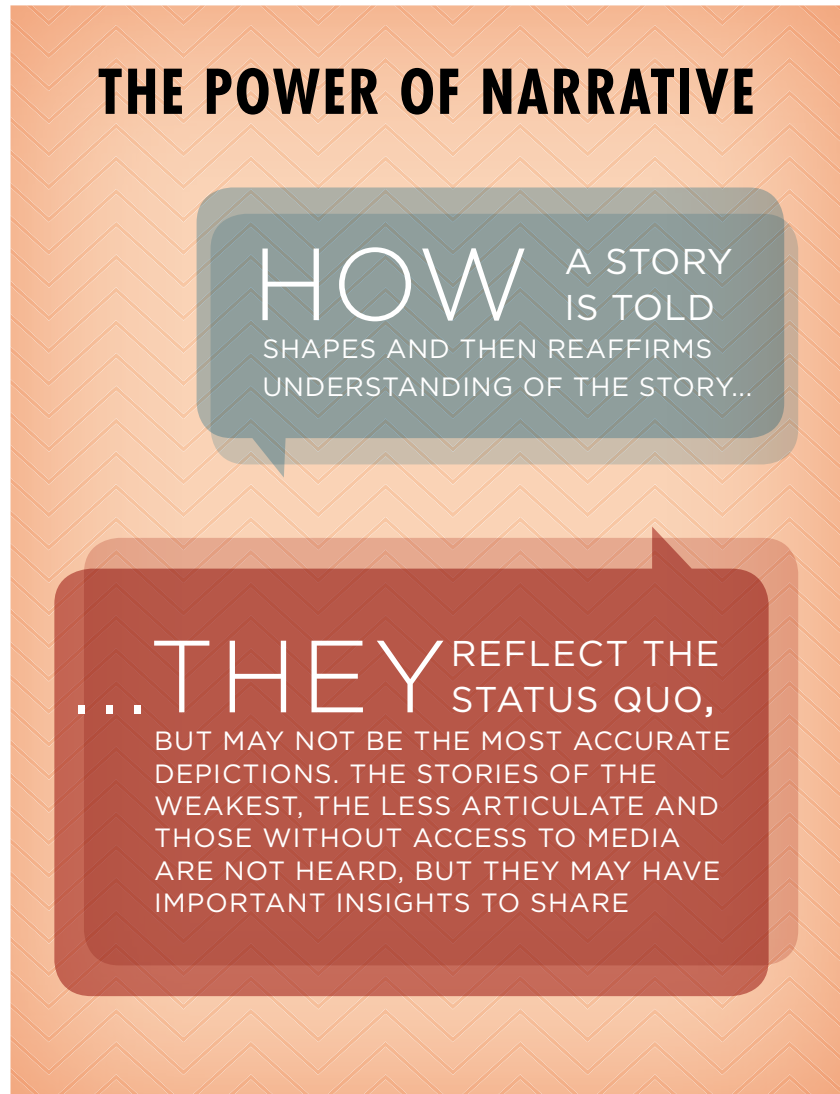 THE POWER OF NARRATIVE
HOW A STORY
IS TOLD
SHAPES AND THEN REAFFIRMS
UNDERSTANDING OF THE STORY...
...THEY REFLECT THE
STATUS QUO,
BUT MAY NOT BE THE MOST ACCURATE
DEPICTIONS. THE STORIES OF THE
WEAKEST, THE LESS ARTICULATE AND
THOSE WITHOUT ACCESS TO MEDIA
ARE NOT HEARD, BUT THEY MAY HAVE
IMPORTANT INSIGHTS TO SHARE